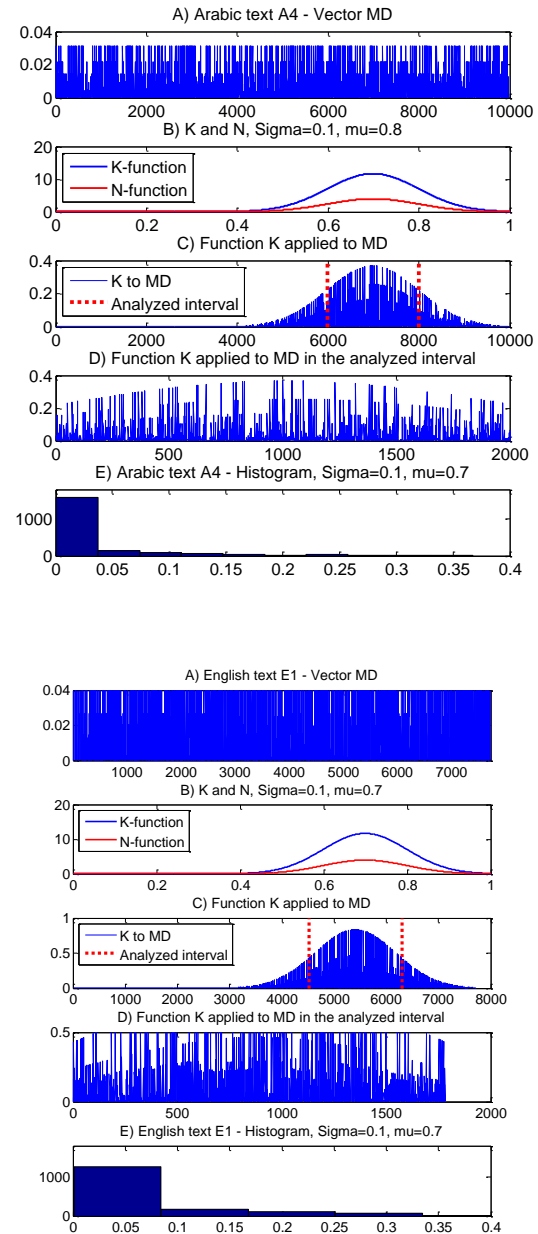 A) Arabic text A4 - Vector MD
0.04
0.02
0
0 2000 4000 6000 8000 10000
B) K and N, Sigma=0.1, mu=0.8
20
10
0
K-function
N-function
0 0.2 0.4 0.6 0.8 1
C) Function K applied to MD
0.4
0.2
0
K to MD
Analyzed interval
0 2000 4000 6000 8000 10000
D) Function K applied to MD in the analyzed interval
0.4
0.2
0
0 500 1000 1500 2000
E) Arabic text A4 - Histogram, Sigma=0.1, mu=0.7
1000
0
0 0.05 0.1 0.15 0.2 0.25 0.3 0.35 0.4
A) English text E1 - Vector MD
0.04
0.02
0
1000 2000 3000 4000 5000 6000 7000
B) K and N, Sigma=0.1, mu=0.7
20
10
0
K-function
N-function
0 0.2 0.4 0.6 0.8 1
C) Function K applied to MD
1
0.5
0
K to MD
Analyzed interval
0 1000 2000 3000 4000 5000 6000 7000 8000
D) Function K applied to MD in the analyzed interval
0.5
0
0 500 1000 1500 2000
E) English text E1 - Histogram, Sigma=0.1, mu=0.7
1000
0
0 0.05 0.1 0.15 0.2 0.25 0.3 0.35 0.4